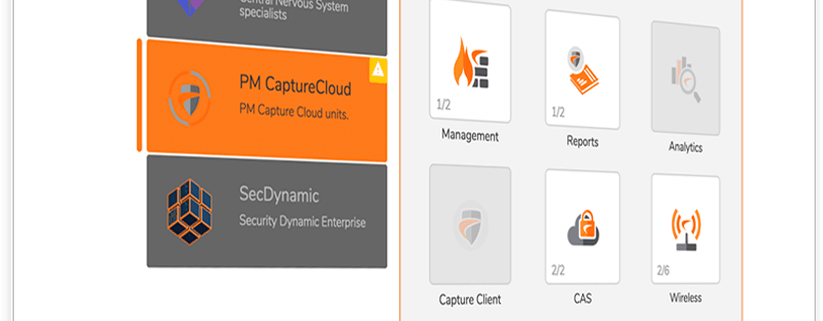 Central Nervous System
specialists
PM CaptureCloud
PM Capture Cloud units.
SecDynamic
Security Dynamic Enterprise
1/2
Management
1/2
Reports
Analytics
Capture Client
2/2
CAS
2/6
Wireless